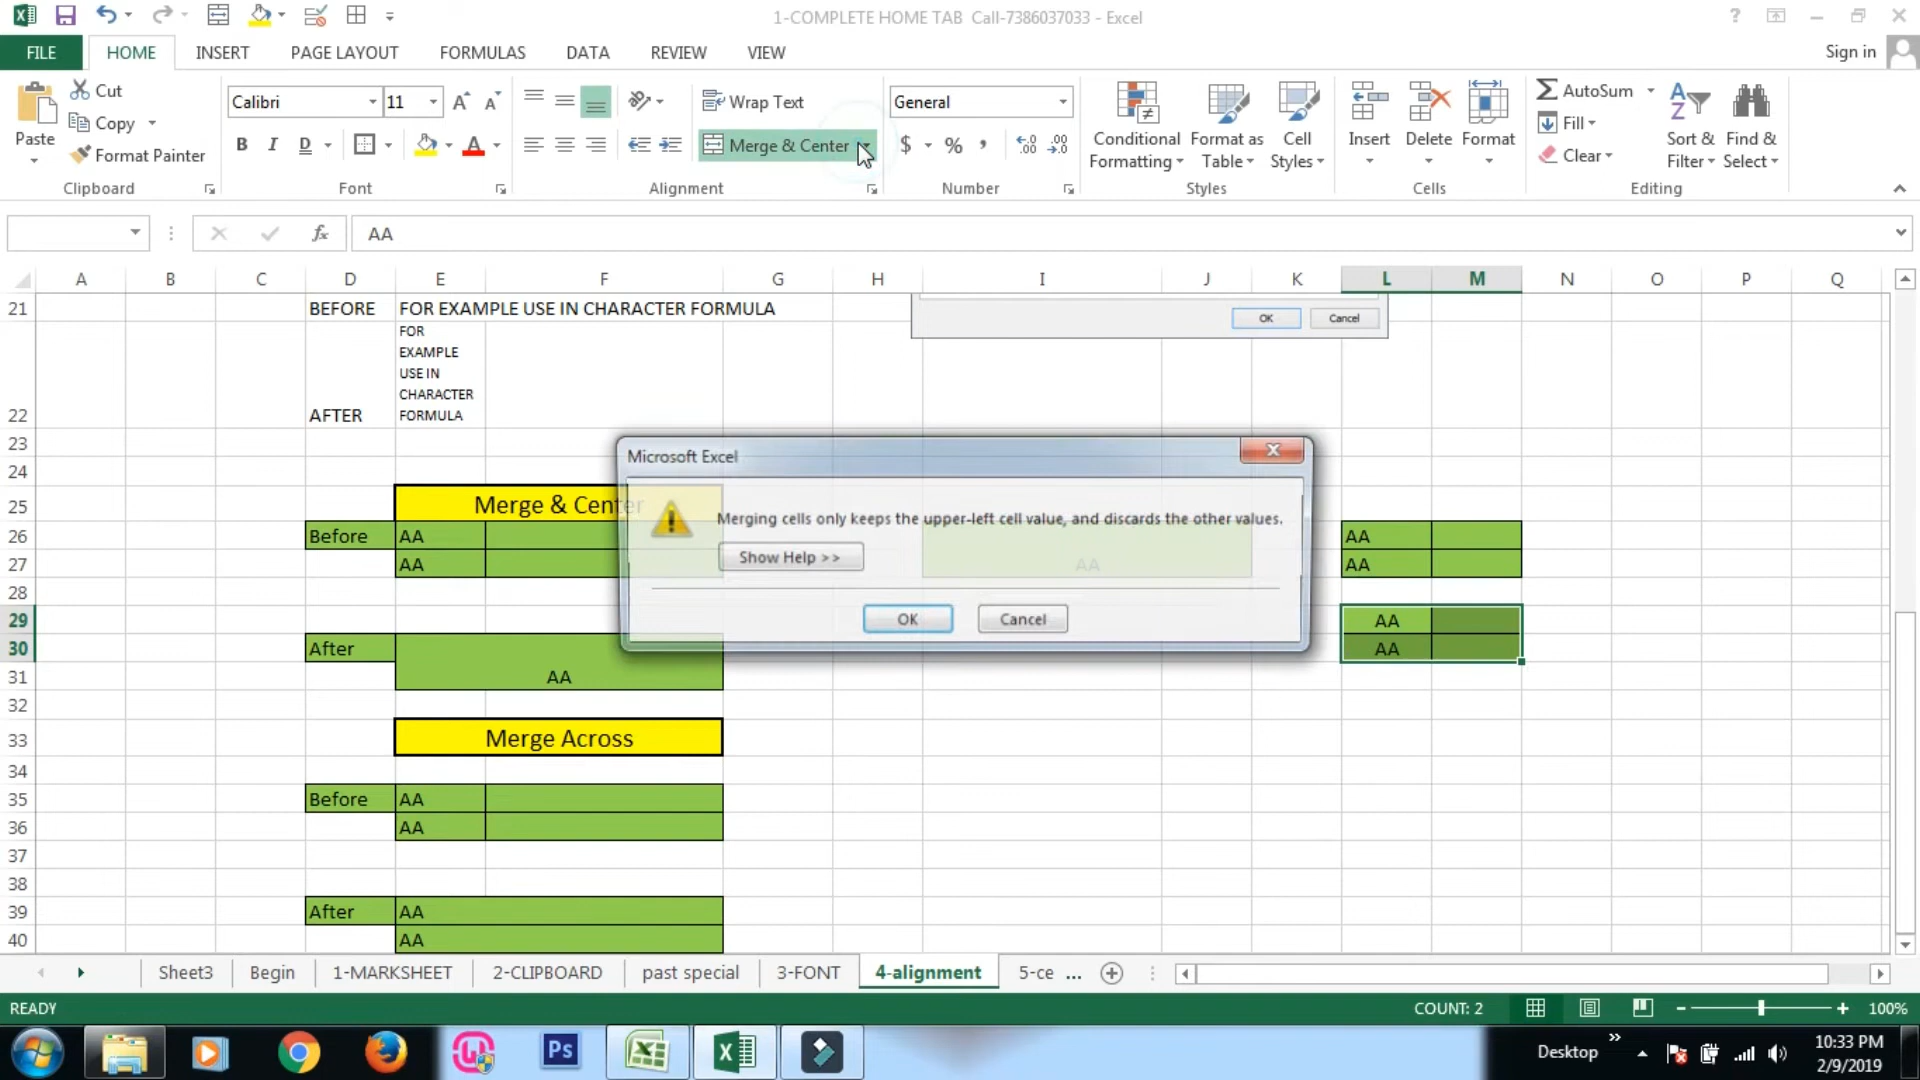 1-COMPLETE HOME TAB Call-7386037033 - Excel
FILE HOME INSERT PAGE LAYOUT FORMULAS DATA REVIEW VIEW Sign in
Paste Cut Copy Format Painter Clipboard
Calibri 11 B I D A Font
Wrap Text Merge & Center Alignment
General $ % , Number
Conditional Formatting Format as Table Cell Styles Styles
Insert Delete Format Cells
AutoSum Fill Clear Sort & Filter Find & Select Editing
fx AA
A B C D E F G H I J K L M N O P Q
21 BEFORE FOR EXAMPLE USE IN CHARACTER FORMULA OK Cancel
22 AFTER FOR
EXAMPLE
USE IN
CHARACTER
FORMULA
23
24
25 Merge & Center
26 Before AA AA
27 AA AA AA
28
29 AA
30 After AA
31 AA
32
33 Merge Across
34
35 Before AA
36 AA
37
38
39 After AA
40 AA
Microsoft Excel
Merging cells only keeps the upper-left cell value, and discards the other values.
Show Help >>
OK Cancel
Sheet3 Begin 1-MARKSHEET 2-CLIPBOARD past special 3-FONT 4-alignment 5-ce ...
READY COUNT: 2 100%
Ps Desktop 10:33 PM
2/9/2019